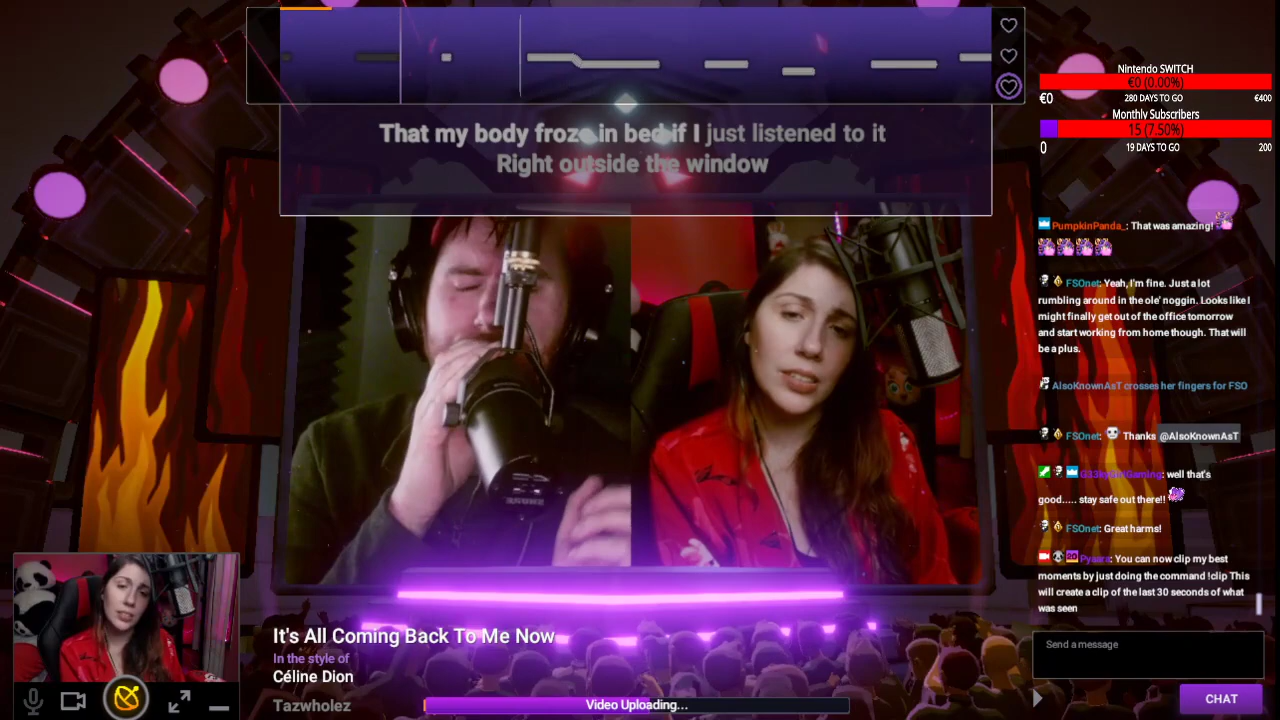 That my body froze in bed if I just listened to it
Right outside the window
Nintendo SWITCH
€0 (0.00%)
€0 280 DAYS TO GO €400
Monthly Subscribers
15 (7.50%)
0 19 DAYS TO GO 200
PumpkinPanda_: That was amazing!
FSOnet: Yeah, I'm fine. Just a lot
rumbling around in the ole' noggin. Looks like I
might finally get out of the office tomorrow
and start working from home though. That will
be a plus.
AlsoKnownAsT crosses her fingers for FSO
FSOnet: Thanks @AlsoKnownAsT
: well that's
good..... stay safe out there!!
FSOnet: Great harms!
: You can now clip my best
moments by just doing the command !clip This
will create a clip of the last 30 seconds of what
was seen
Send a message
CHAT
It's All Coming Back To Me Now
In the style of
Céline Dion
Tazwholez
Video Uploading...